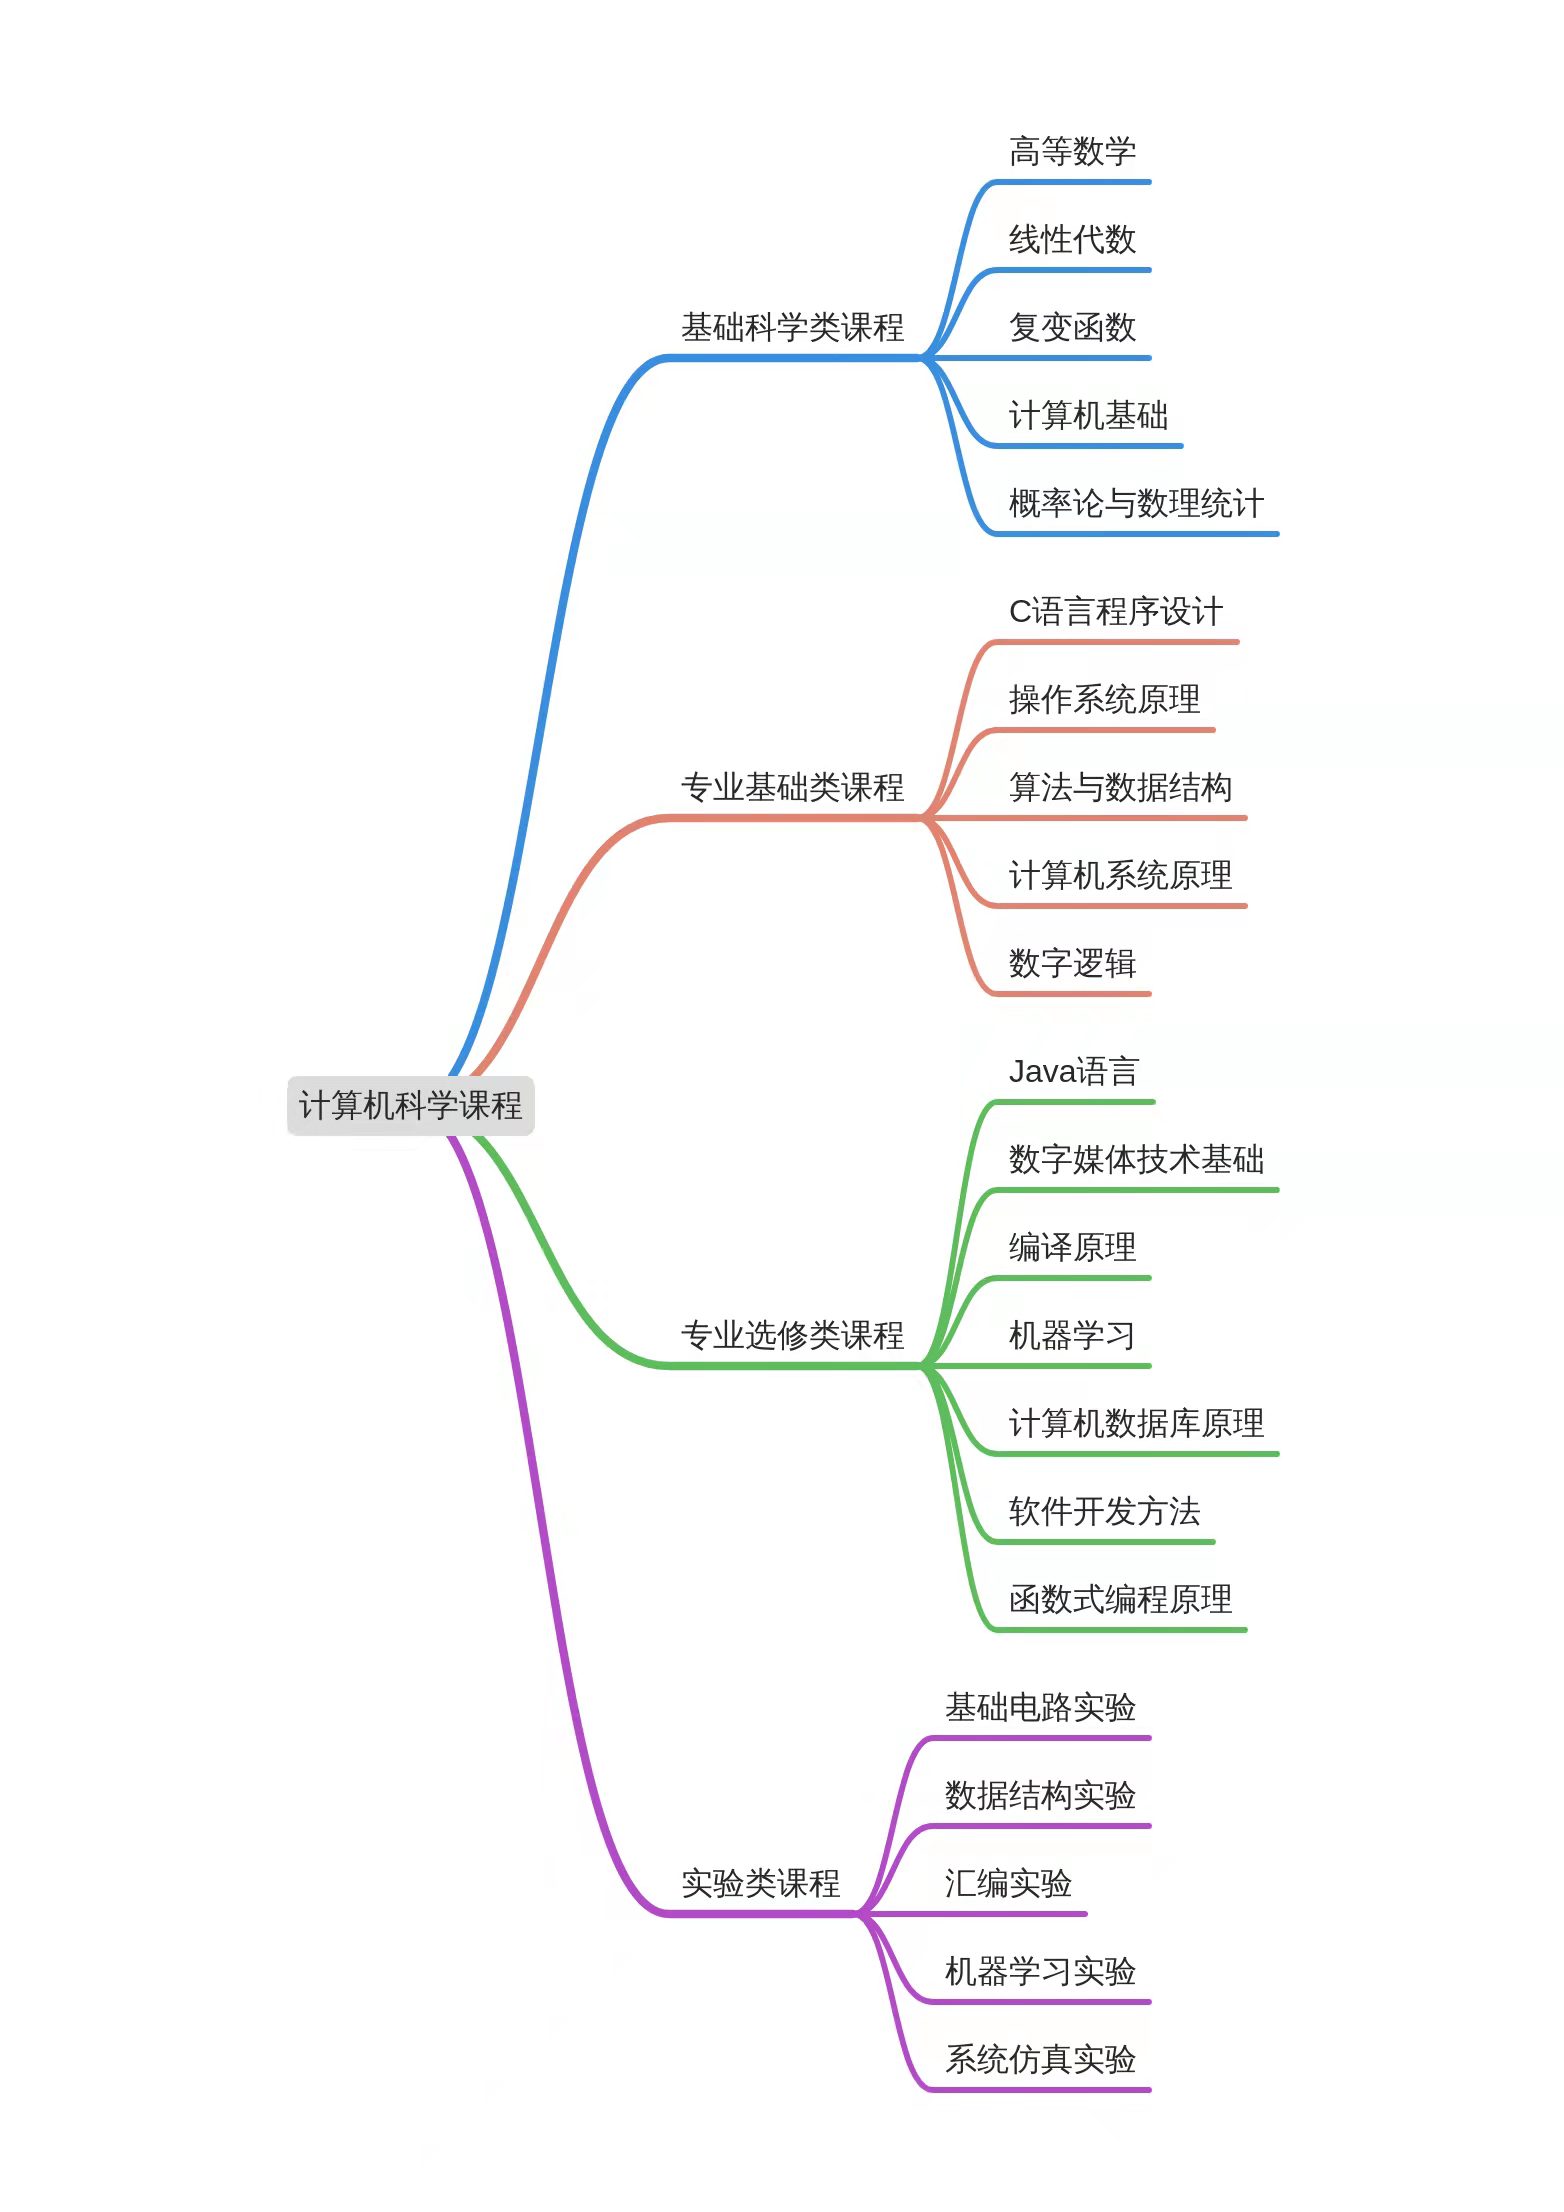 计算机科学课程
基础科学类课程
高等数学
线性代数
复变函数
计算机基础
概率论与数理统计
专业基础类课程
C语言程序设计
操作系统原理
算法与数据结构
计算机系统原理
数字逻辑
专业选修类课程
Java语言
数字媒体技术基础
编译原理
机器学习
计算机数据库原理
软件开发方法
函数式编程原理
实验类课程
基础电路实验
数据结构实验
汇编实验
机器学习实验
系统仿真实验